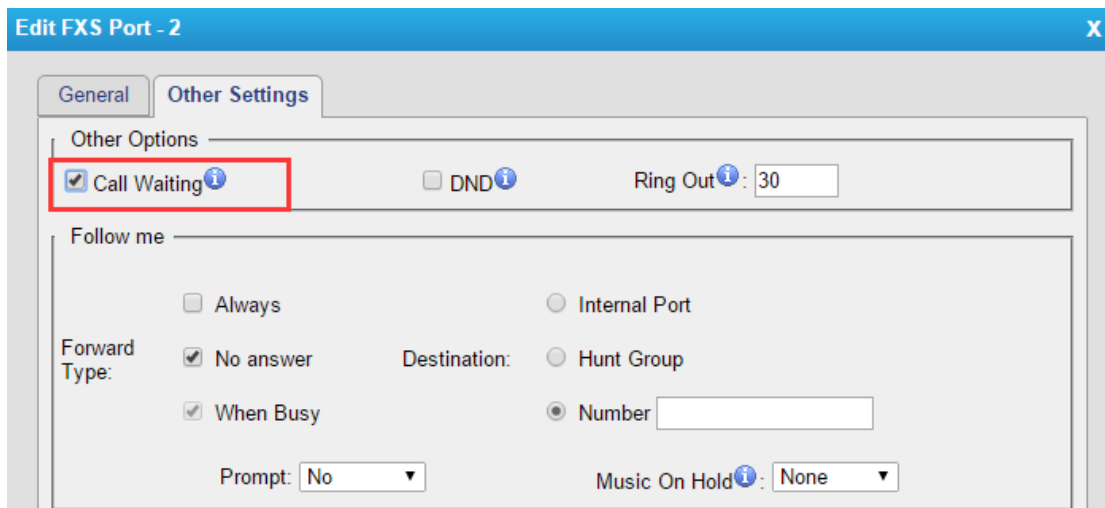 Edit FXS Port - 2 X
General Other Settings
Other Options
Call Waiting DND Ring Out : 30
Follow me
Always Internal Port
Forward Type: No answer Destination: Hunt Group
When Busy Number
Prompt: No Music On Hold : None